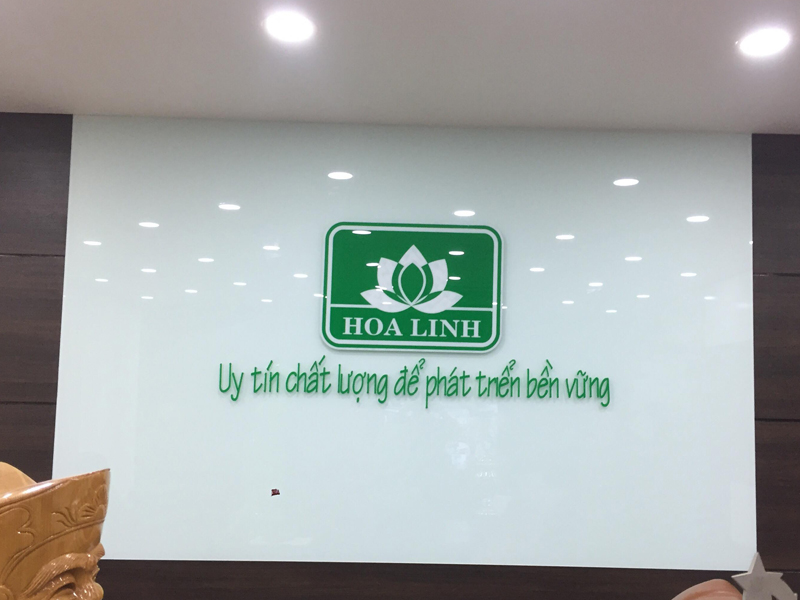 HOA LINH
Uy tín chất lượng để phát triển bền vững